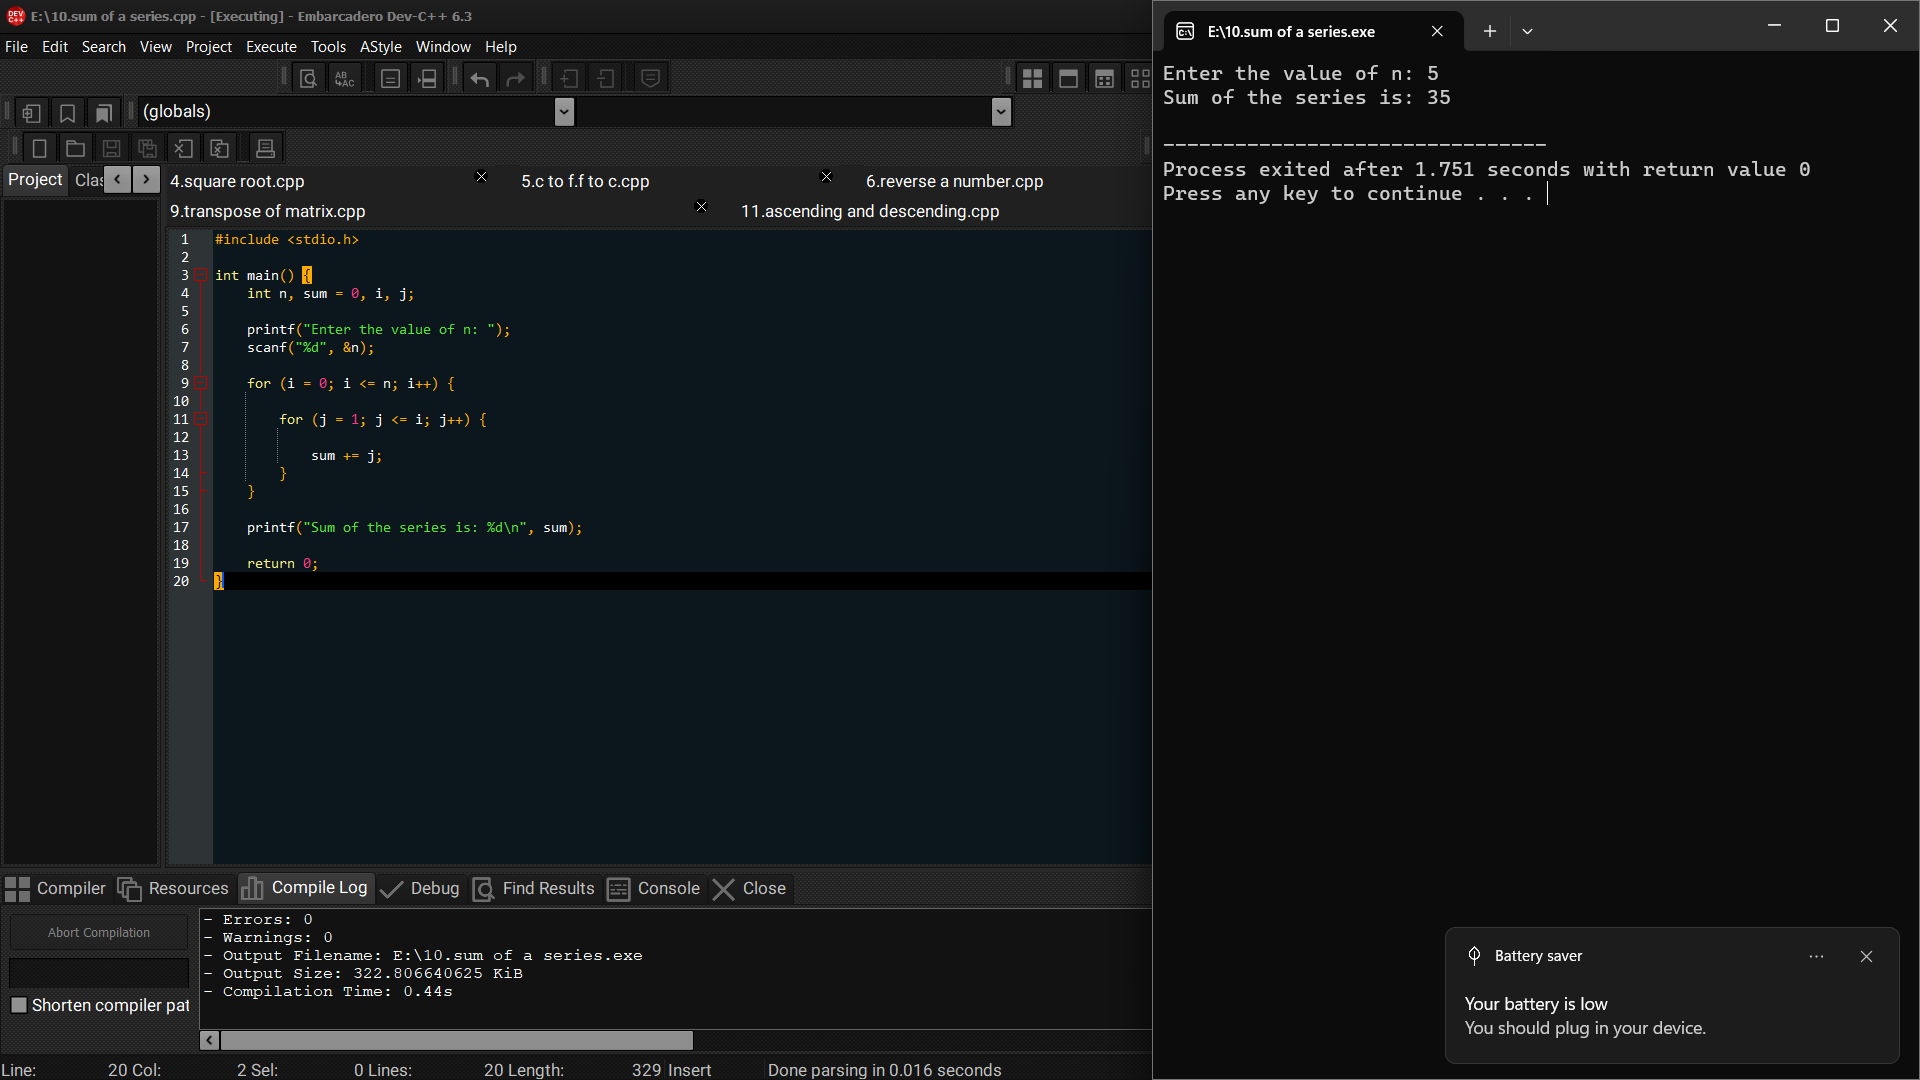 E:\10.sum of a series.cpp - [Executing] - Embarcadero Dev-C++ 6.3
File Edit Search View Project Execute Tools AStyle Window Help
(globals)
Project Clas
4.square root.cpp 5.c to f.f to c.cpp 6.reverse a number.cpp
9.transpose of matrix.cpp 11.ascending and descending.cpp
1 #include <stdio.h>
2
3 int main() {
4     int n, sum = 0, i, j;
5
6     printf("Enter the value of n: ");
7     scanf("%d", &n);
8
9     for (i = 0; i <= n; i++) {
10
11         for (j = 1; j <= i; j++) {
12
13             sum += j;
14         }
15     }
16
17     printf("Sum of the series is: %d\n", sum);
18
19     return 0;
20 }
Compiler Resources Compile Log Debug Find Results Console Close
Abort Compilation
Shorten compiler pat
- Errors: 0
- Warnings: 0
- Output Filename: E:\10.sum of a series.exe
- Output Size: 322.806640625 KiB
- Compilation Time: 0.44s
Line: 20 Col: 2 Sel: 0 Lines: 20 Length: 329 Insert Done parsing in 0.016 seconds
E:\10.sum of a series.exe
Enter the value of n: 5
Sum of the series is: 35
--------------------------------
Process exited after 1.751 seconds with return value 0
Press any key to continue . . .
Battery saver
Your battery is low
You should plug in your device.